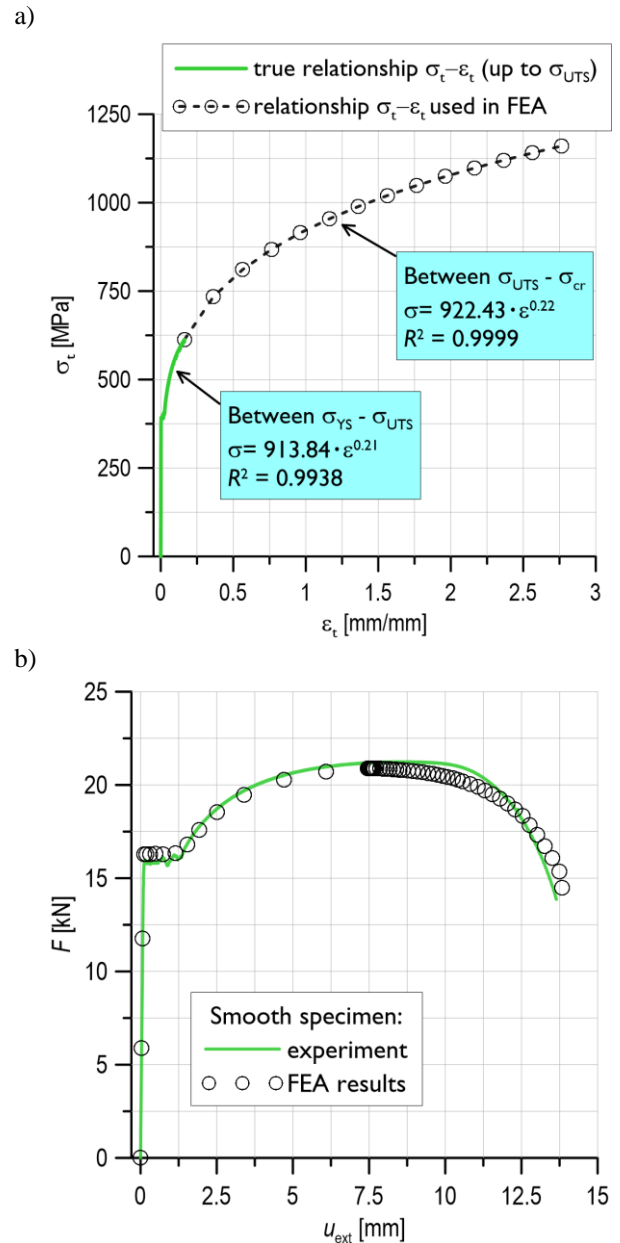 a)
true relationship σt–εt (up to σUTS)
relationship σt–εt used in FEA
1250
1000
750
500
250
0
σt [MPa]
Between σUTS - σcr
σ= 922.43·ε^0.22
R² = 0.9999
Between σYS - σUTS
σ= 913.84·ε^0.21
R² = 0.9938
0 0.5 1 1.5 2 2.5 3
εt [mm/mm]
b)
25
20
15
10
5
0
F [kN]
Smooth specimen:
experiment
FEA results
0 2.5 5 7.5 10 12.5 15
uext [mm]